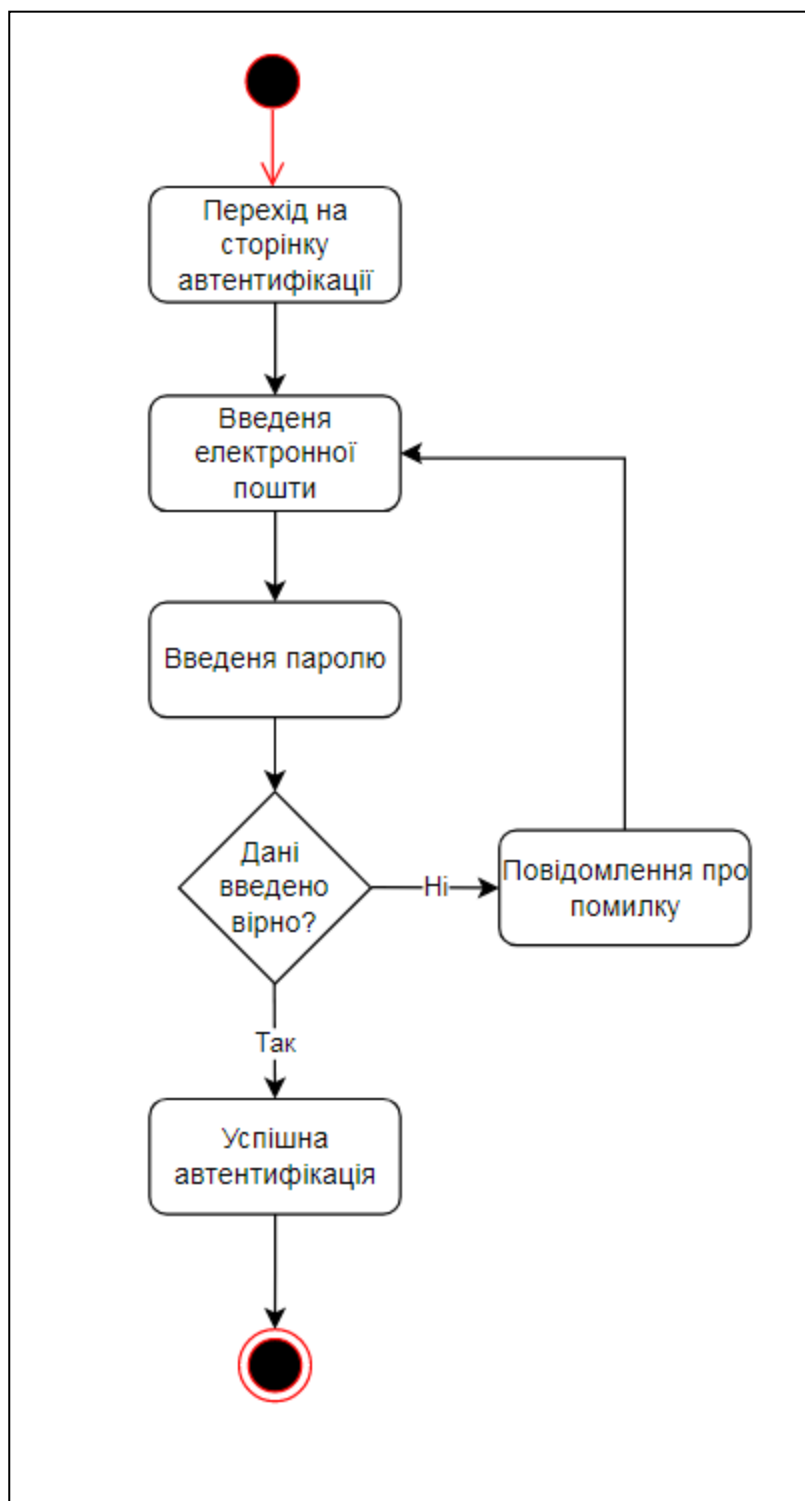 Перехід на
сторінку
автентифікації
Введеня
електронної
пошти
Введеня паролю
Дані
введено
вірно?
Ні
Повідомлення про
помилку
Так
Успішна
автентифікація